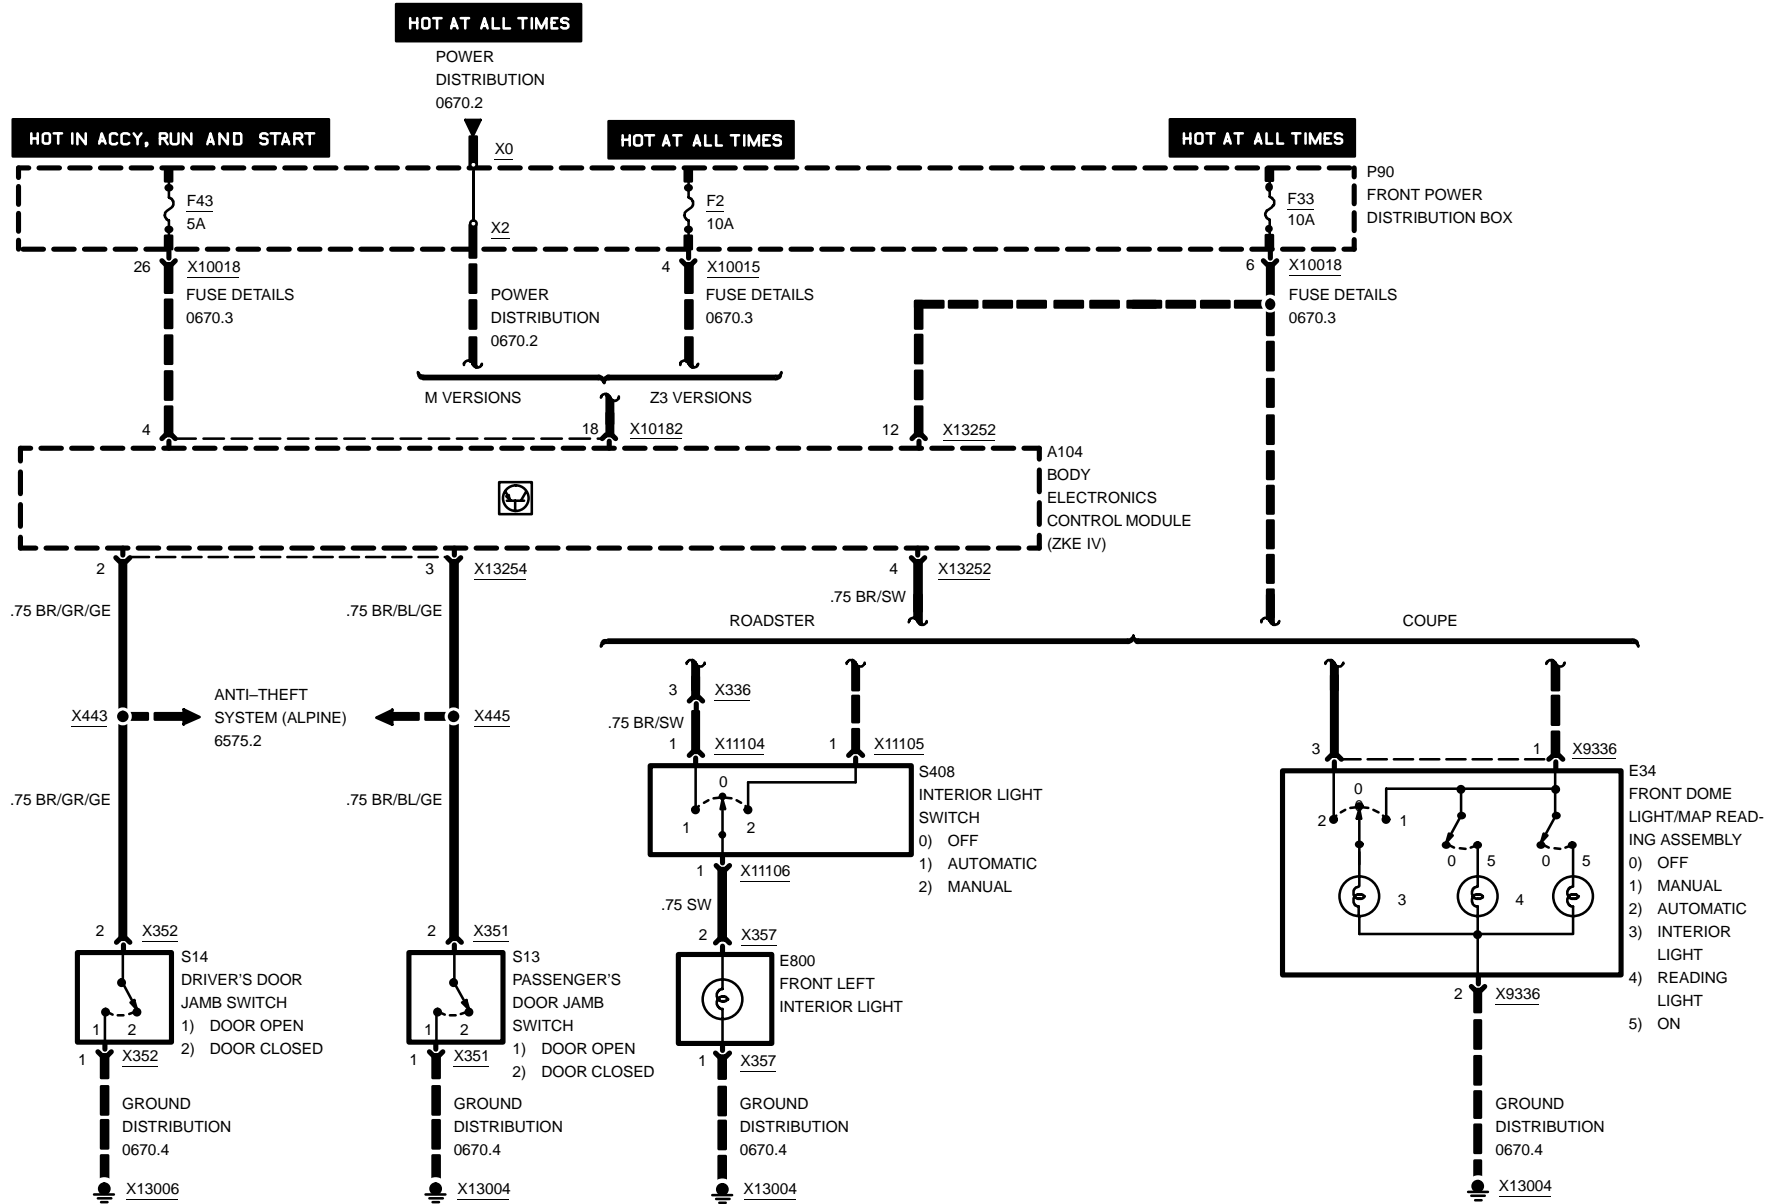 HOT AT ALL TIMES
POWER
DISTRIBUTION
0670.2
HOT IN ACCY, RUN AND START
X0
HOT AT ALL TIMES
HOT AT ALL TIMES
F43
5A
X2
F2
10A
F33
10A
P90
FRONT POWER
DISTRIBUTION BOX
26
X10018
FUSE DETAILS
0670.3
POWER
DISTRIBUTION
0670.2
4
X10015
FUSE DETAILS
0670.3
6
X10018
FUSE DETAILS
0670.3
M VERSIONS
Z3 VERSIONS
4
18
X10182
12
X13252
A104
BODY
ELECTRONICS
CONTROL MODULE
(ZKE IV)
2
3
X13254
4
X13252
.75 BR/GR/GE
.75 BR/BL/GE
.75 BR/SW
ROADSTER
COUPE
X443
ANTI–THEFT
SYSTEM (ALPINE)
6575.2
X445
3
X336
.75 BR/SW
1
X11104
1
X11105
3
1
X9336
.75 BR/GR/GE
.75 BR/BL/GE
0
1
2
S408
INTERIOR LIGHT
SWITCH
0) OFF
1) AUTOMATIC
2) MANUAL
1
X11106
.75 SW
0
2
1
0
5
0
5
3
4
E34
FRONT DOME
LIGHT/MAP READ-
ING ASSEMBLY
0) OFF
1) MANUAL
2) AUTOMATIC
3) INTERIOR
LIGHT
4) READING
LIGHT
5) ON
2
X352
2
X351
2
X357
S14
DRIVER'S DOOR
JAMB SWITCH
1) DOOR OPEN
2) DOOR CLOSED
1
2
S13
PASSENGER'S
DOOR JAMB
SWITCH
1) DOOR OPEN
2) DOOR CLOSED
1
2
E800
FRONT LEFT
INTERIOR LIGHT
2
X9336
1
X352
1
X351
1
X357
GROUND
DISTRIBUTION
0670.4
GROUND
DISTRIBUTION
0670.4
GROUND
DISTRIBUTION
0670.4
GROUND
DISTRIBUTION
0670.4
X13006
X13004
X13004
X13004